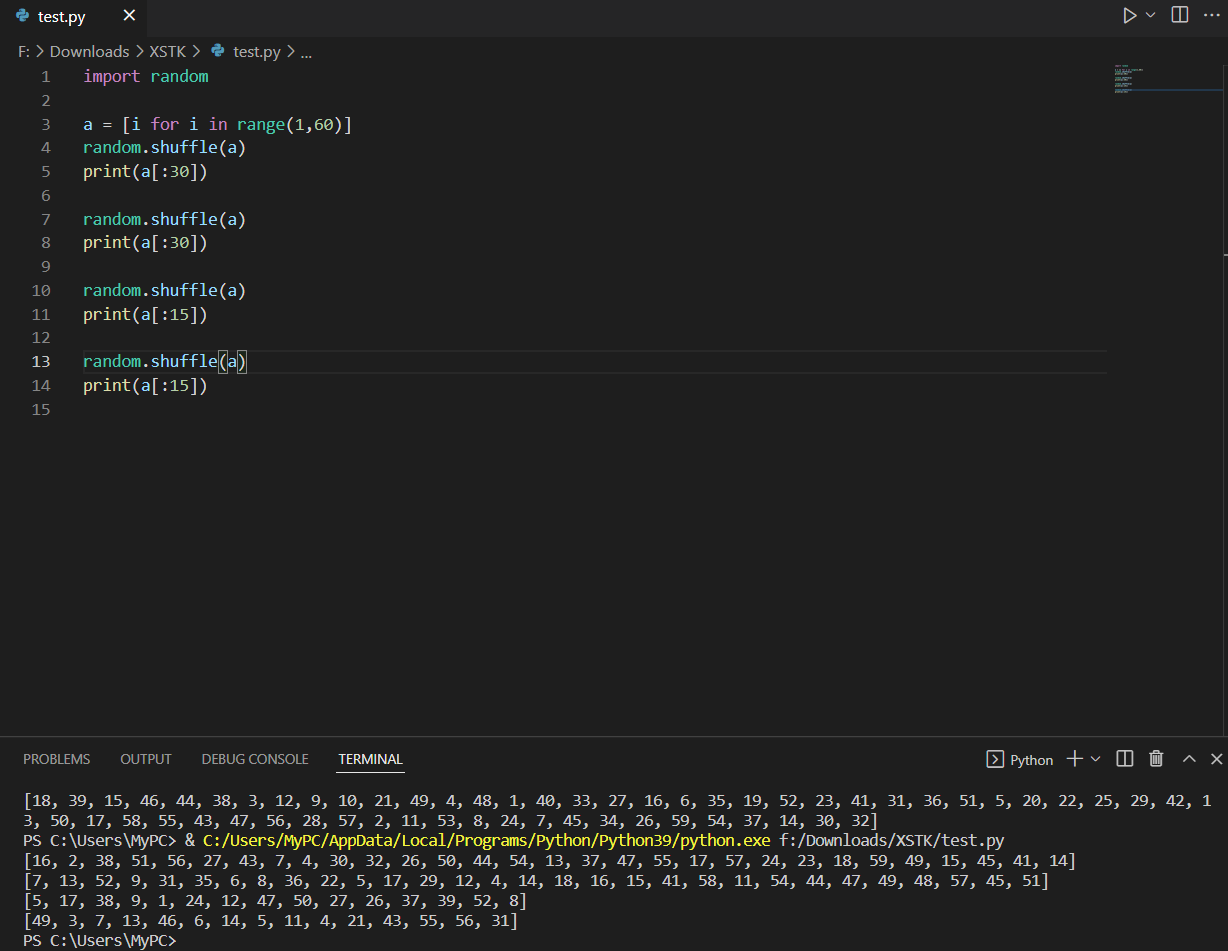 test.py
F: > Downloads > XSTK > test.py > ...
1 import random
2
3 a = [i for i in range(1,60)]
4 random.shuffle(a)
5 print(a[:30])
6
7 random.shuffle(a)
8 print(a[:30])
9
10 random.shuffle(a)
11 print(a[:15])
12
13 random.shuffle(a)
14 print(a[:15])
15
PROBLEMS OUTPUT DEBUG CONSOLE TERMINAL Python
[18, 39, 15, 46, 44, 38, 3, 12, 9, 10, 21, 49, 4, 48, 1, 40, 33, 27, 16, 6, 35, 19, 52, 23, 41, 31, 36, 51, 5, 20, 22, 25, 29, 42, 1
3, 50, 17, 58, 55, 43, 47, 56, 28, 57, 2, 11, 53, 8, 24, 7, 45, 34, 26, 59, 54, 37, 14, 30, 32]
PS C:\Users\MyPC> & C:/Users/MyPC/AppData/Local/Programs/Python/Python39/python.exe f:/Downloads/XSTK/test.py
[16, 2, 38, 51, 56, 27, 43, 7, 4, 30, 32, 26, 50, 44, 54, 13, 37, 47, 55, 17, 57, 24, 23, 18, 59, 49, 15, 45, 41, 14]
[7, 13, 52, 9, 31, 35, 6, 8, 36, 22, 5, 17, 29, 12, 4, 14, 18, 16, 15, 41, 58, 11, 54, 44, 47, 49, 48, 57, 45, 51]
[5, 17, 38, 9, 1, 24, 12, 47, 50, 27, 26, 37, 39, 52, 8]
[49, 3, 7, 13, 46, 6, 14, 5, 11, 4, 21, 43, 55, 56, 31]
PS C:\Users\MyPC>